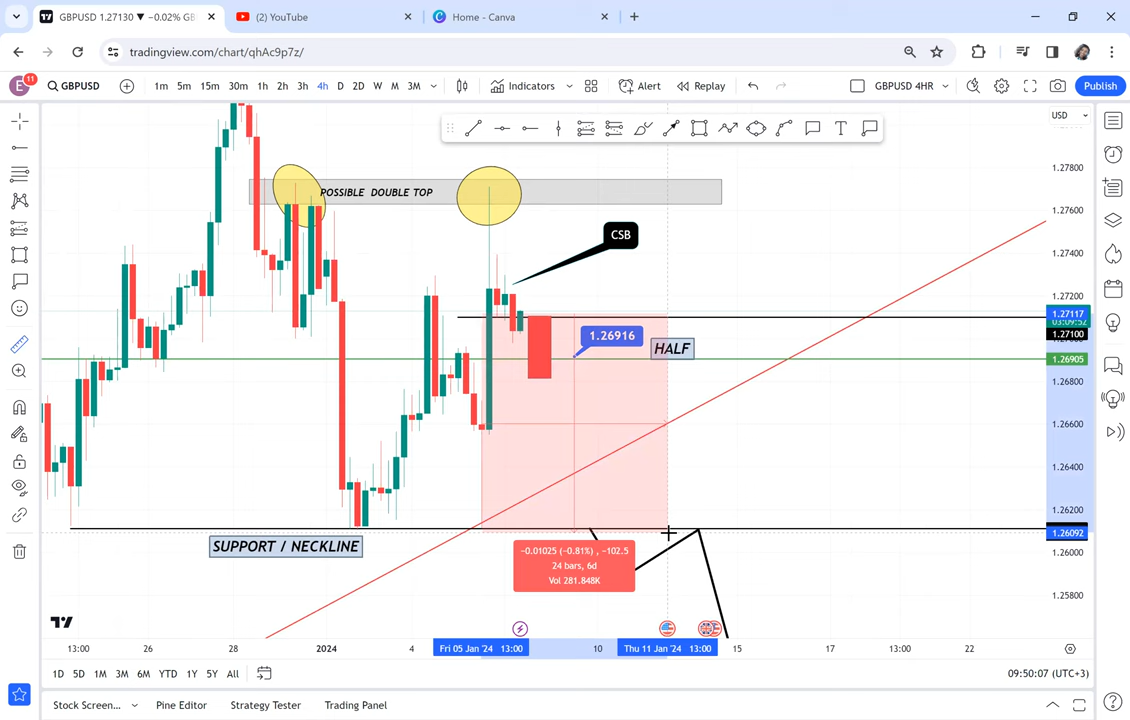 GBPUSD 1.27130 ▼ −0.02% GB
(2) YouTube
Home - Canva
tradingview.com/chart/qhAc9p7z/
E
11
GBPUSD
1m 5m 15m 30m 1h 2h 3h 4h D 2D W M 3M
Indicators
Alert
Replay
GBPUSD 4HR
Publish
USD
1.27800
POSSIBLE DOUBLE TOP
1.27600
CSB
1.27400
1.27200
1.27117
03:09:52
1.27100
1.26916
HALF
1.26905
1.26800
1.26600
1.26400
1.26200
1.26092
SUPPORT / NECKLINE
−0.01025 (−0.81%) , −102.5
24 bars, 6d
Vol 281.848K
1.26000
1.25800
13:00 26 28 2024 4 Fri 05 Jan '24 13:00 10 Thu 11 Jan '24 13:00 15 17 13:00 22
1D 5D 1M 3M 6M YTD 1Y 5Y All
09:50:07 (UTC+3)
Stock Screen... Pine Editor Strategy Tester Trading Panel